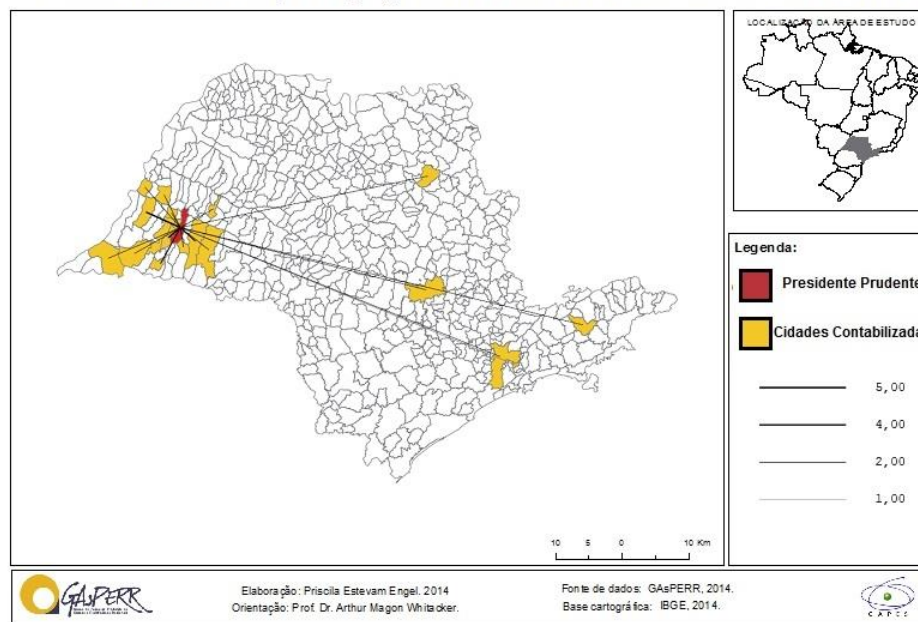 LOCALIZAÇÃO DA ÁREA DE ESTUDO
Legenda:
Presidente Prudente
Cidades Contabilizada
5,00
4,00
2,00
1,00
10 5 0 10 Km
GAsPERR
Elaboração: Priscila Estevam Engel. 2014
Orientação: Prof. Dr. Arthur Magon Whitacker.
Fonte de dados: GAsPERR, 2014.
Base cartográfica: IBGE, 2014.
CAPES